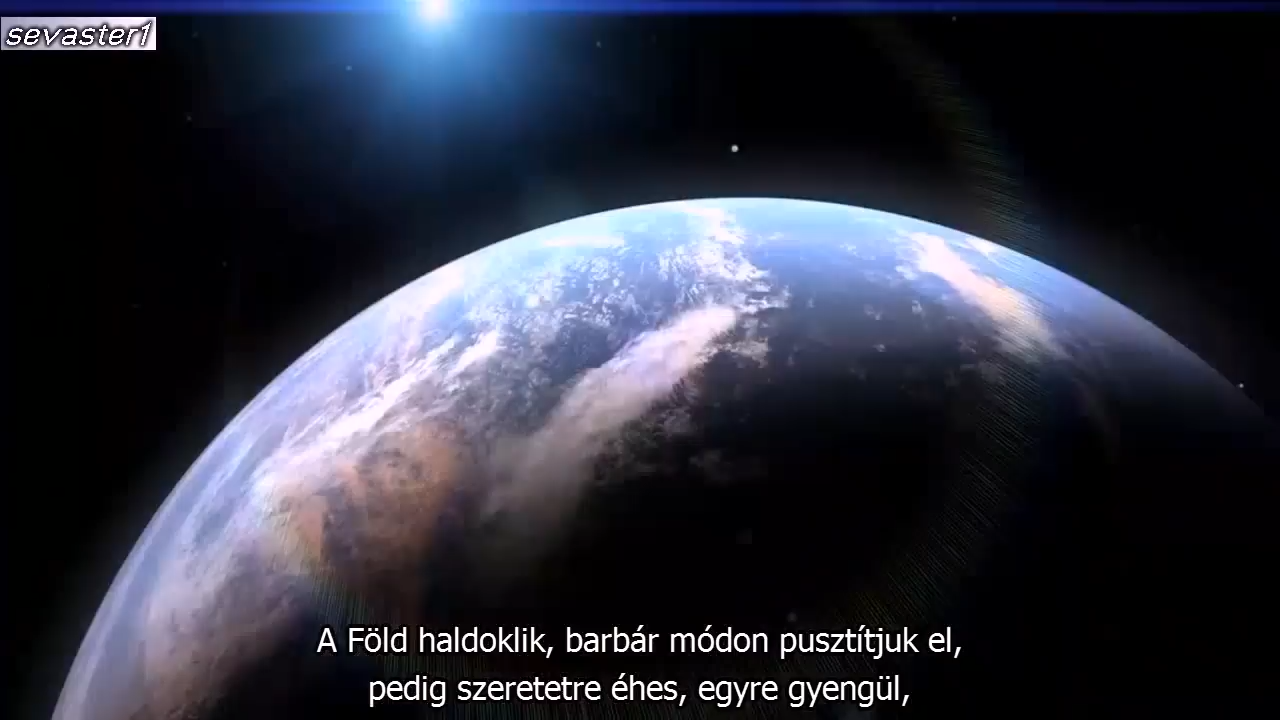 sevaster1
A Föld haldoklik, barbár módon pusztítjuk el,
pedig szeretetre éhes, egyre gyengül,